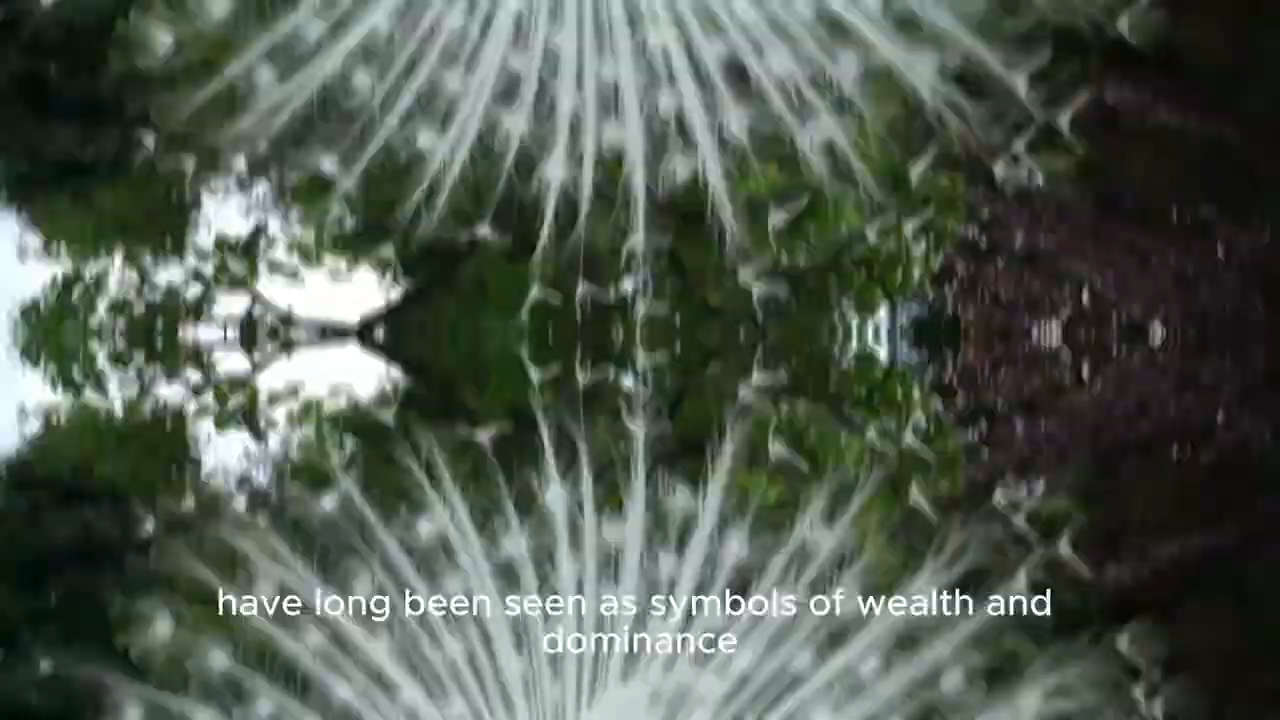 have long been seen as symbols of wealth and
dominance